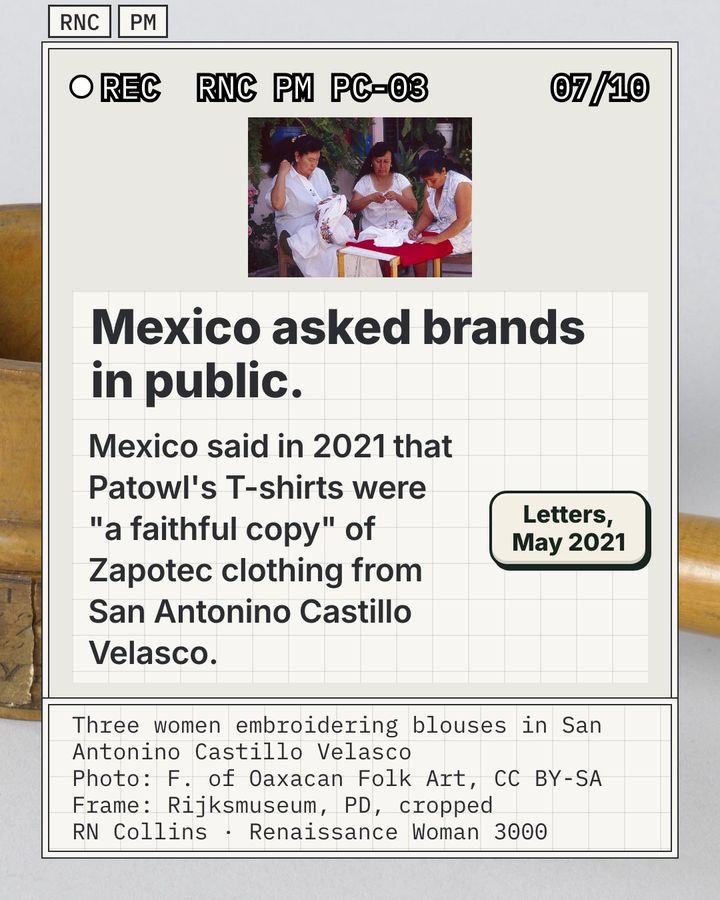 RNC PM
REC RNC PM PC-03 07/10
Mexico asked brands
in public.
Mexico said in 2021 that
Patowl's T-shirts were
"a faithful copy" of
Zapotec clothing from
San Antonino Castillo
Velasco.
Letters,
May 2021
Three women embroidering blouses in San
Antonino Castillo Velasco
Photo: F. of Oaxacan Folk Art, CC BY-SA
Frame: Rijksmuseum, PD, cropped
RN Collins · Renaissance Woman 3000